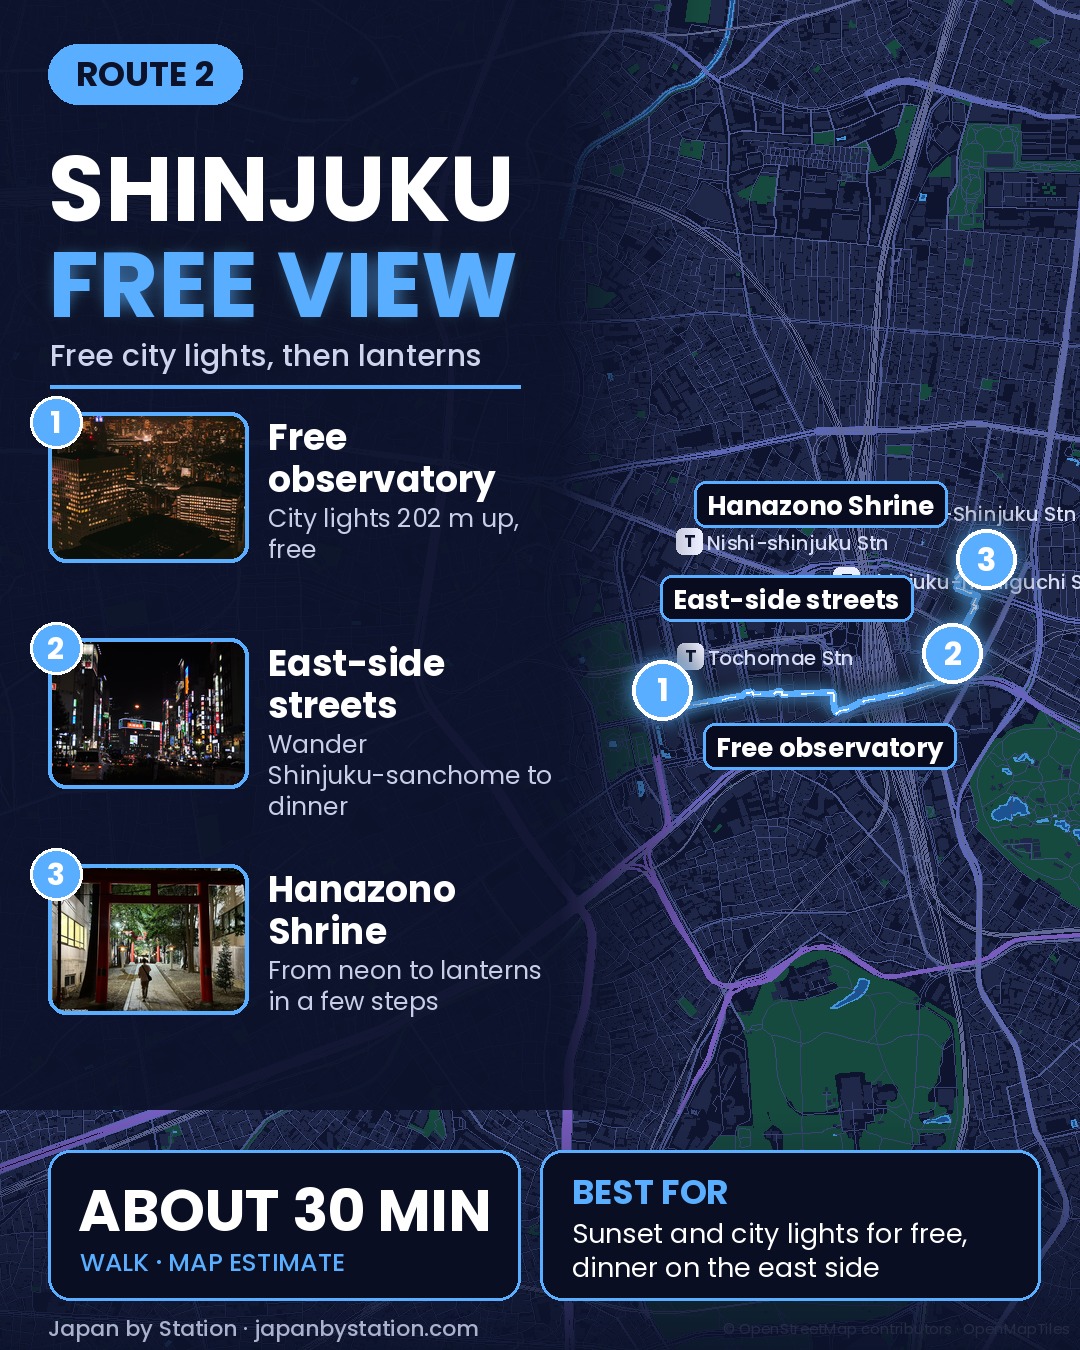 ROUTE 2
SHINJUKU
FREE VIEW
Free city lights, then lanterns
1
Free
observatory
City lights 202 m up,
free
2
East-side
streets
Wander
Shinjuku-sanchome to
dinner
3
Hanazono
Shrine
From neon to lanterns
in a few steps
Hanazono Shrine
-Shinjuku Stn
T Nishi-shinjuku Stn
3
East-side streets
T Tochomae Stn
2
1
Free observatory
ABOUT 30 MIN
WALK · MAP ESTIMATE
BEST FOR
Sunset and city lights for free,
dinner on the east side
Japan by Station · japanbystation.com
© OpenStreetMap contributors · OpenMapTiles